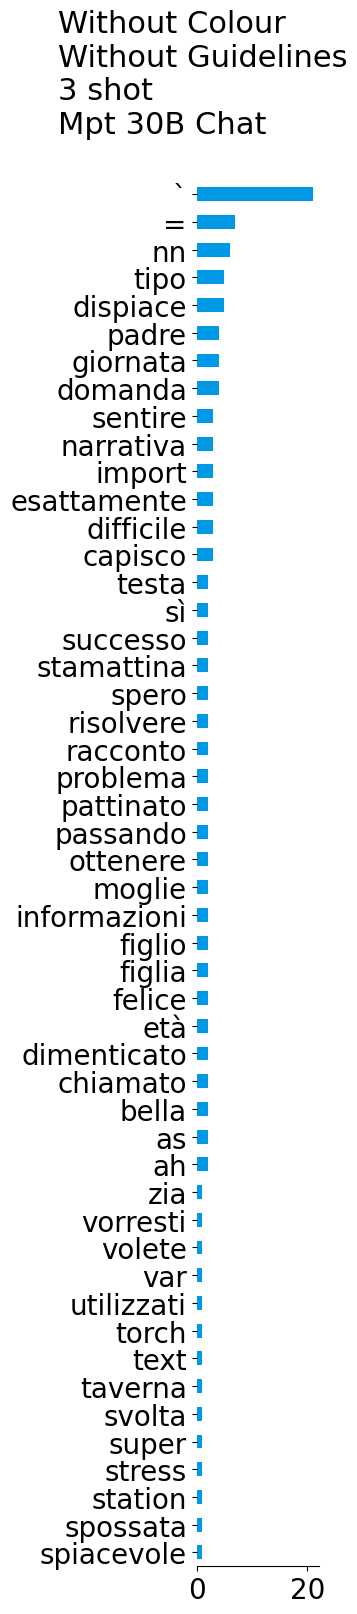 Without Colour
Without Guidelines
3 shot
Mpt 30B Chat
`
=
nn
tipo
dispiace
padre
giornata
domanda
sentire
narrativa
import
esattamente
difficile
capisco
testa
sì
successo
stamattina
spero
risolvere
racconto
problema
pattinato
passando
ottenere
moglie
informazioni
figlio
figlia
felice
età
dimenticato
chiamato
bella
as
ah
zia
vorresti
volete
var
utilizzati
torch
text
taverna
svolta
super
stress
station
spossata
spiacevole
0 20